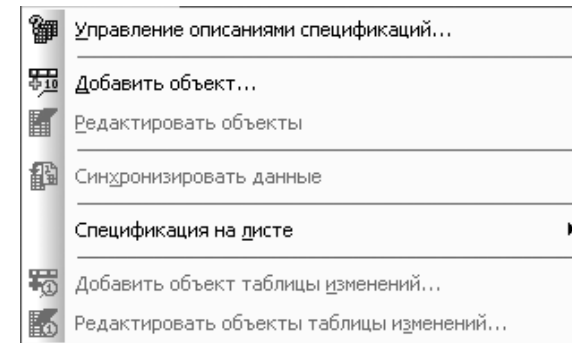 Управление описаниями спецификаций...
Добавить объект...
Редактировать объекты
Синхронизировать данные
Спецификация на листе
Добавить объект таблицы изменений...
Редактировать объекты таблицы изменений...